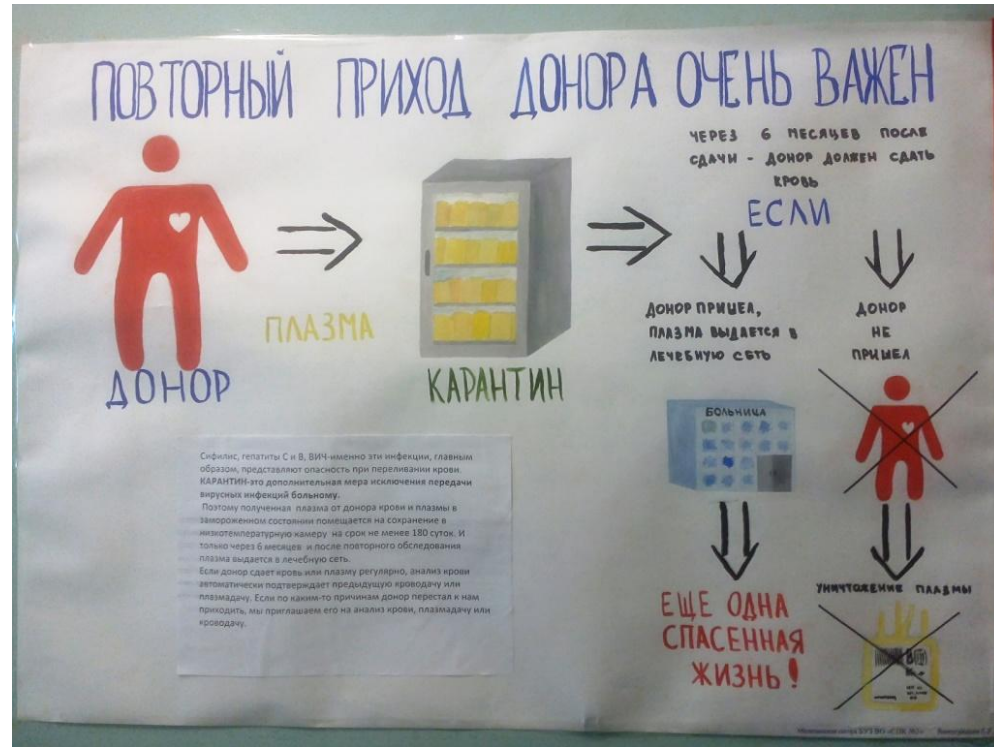 ПОВТОРНЫЙ ПРИХОД ДОНОРА ОЧЕНЬ ВАЖЕН
ЧЕРЕЗ 6 МЕСЯЦЕВ ПОСЛЕ
СДАЧИ - ДОНОР ДОЛЖЕН СДАТЬ
КРОВЬ
ЕСЛИ
ПЛАЗМА
ДОНОР
КАРАНТИН
ДОНОР ПРИШЕЛ,
ПЛАЗМА ВЫДАЕТСЯ В
ЛЕЧЕБНУЮ СЕТЬ
ДОНОР
НЕ
ПРИШЕЛ
БОЛЬНИЦА
Сифилис, гепатиты С и В, ВИЧ-именно эти инфекции, главным
образом, представляют опасность при переливании крови.
КАРАНТИН-это дополнительная мера исключения передачи
вирусных инфекций больному.
Поэтому полученная плазма от донора крови и плазмы в
замороженном состоянии помещается на сохранение в
низкотемпературную камеру на срок не менее 180 суток. И
только через 6 месяцев и после повторного обследования
плазма выдается в лечебную сеть.
Если донор сдает кровь или плазму регулярно, анализ крови
автоматически подтверждает предыдущую кроводачу или
плазмадачу. Если по каким-то причинам донор перестал к нам
приходить, мы приглашаем его на анализ крови, плазмадачу или
кроводачу.
ЕЩЕ ОДНА
СПАСЕННАЯ
ЖИЗНЬ!
УНИЧТОЖЕНИЕ ПЛАЗМЫ